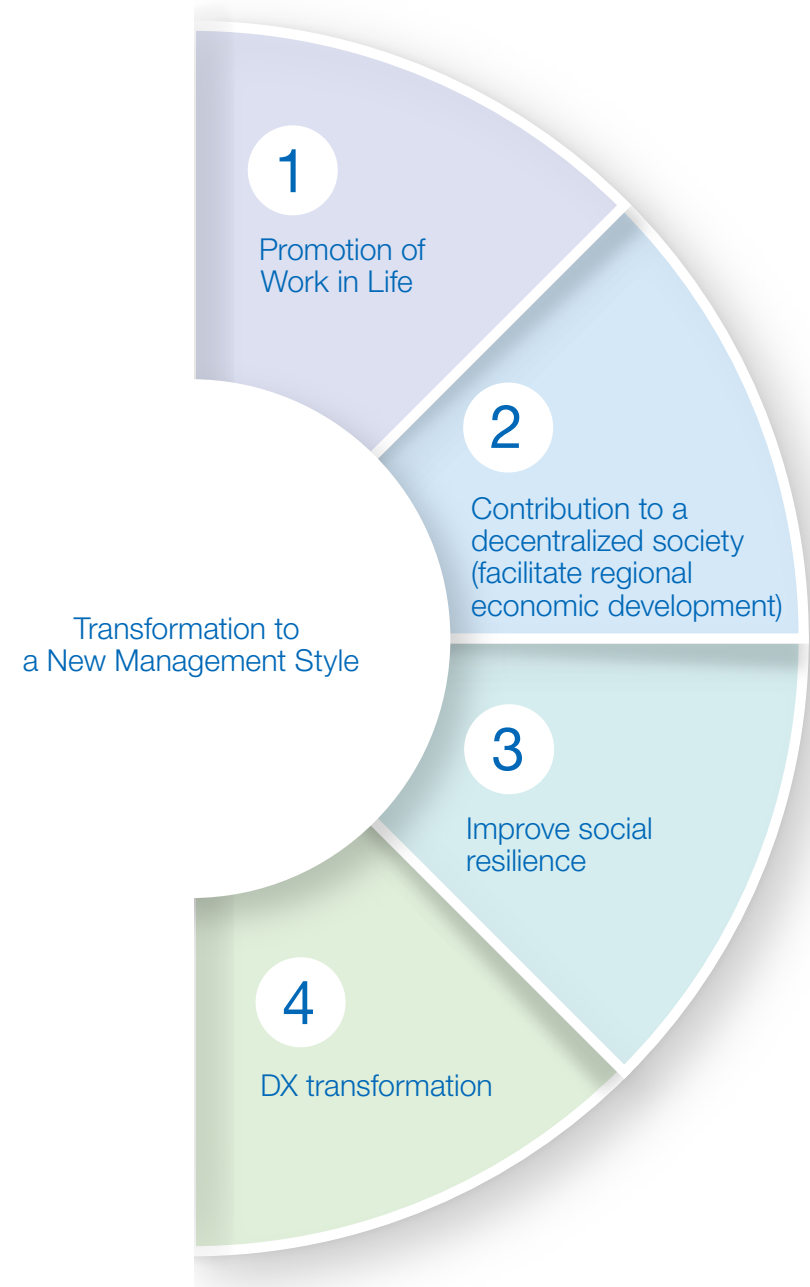 1
Promotion of
Work in Life
2
Contribution to a
decentralized society
(facilitate regional
economic development)
Transformation to
a New Management Style
3
Improve social
resilience
4
DX transformation